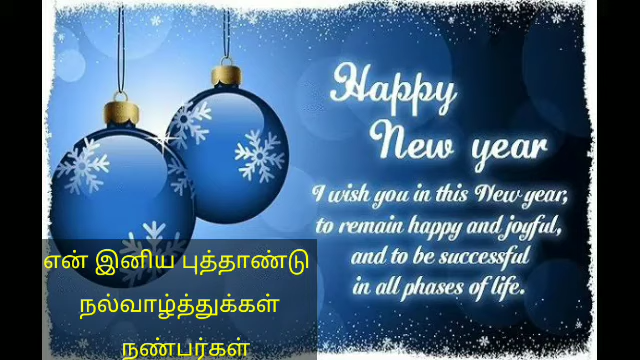 Happy
New year
I wish you in this New year,
to remain happy and joyful,
and to be successful
in all phases of life.
என் இனிய புத்தாண்டு
நல்வாழ்த்துக்கள்
நண்பர்கள்